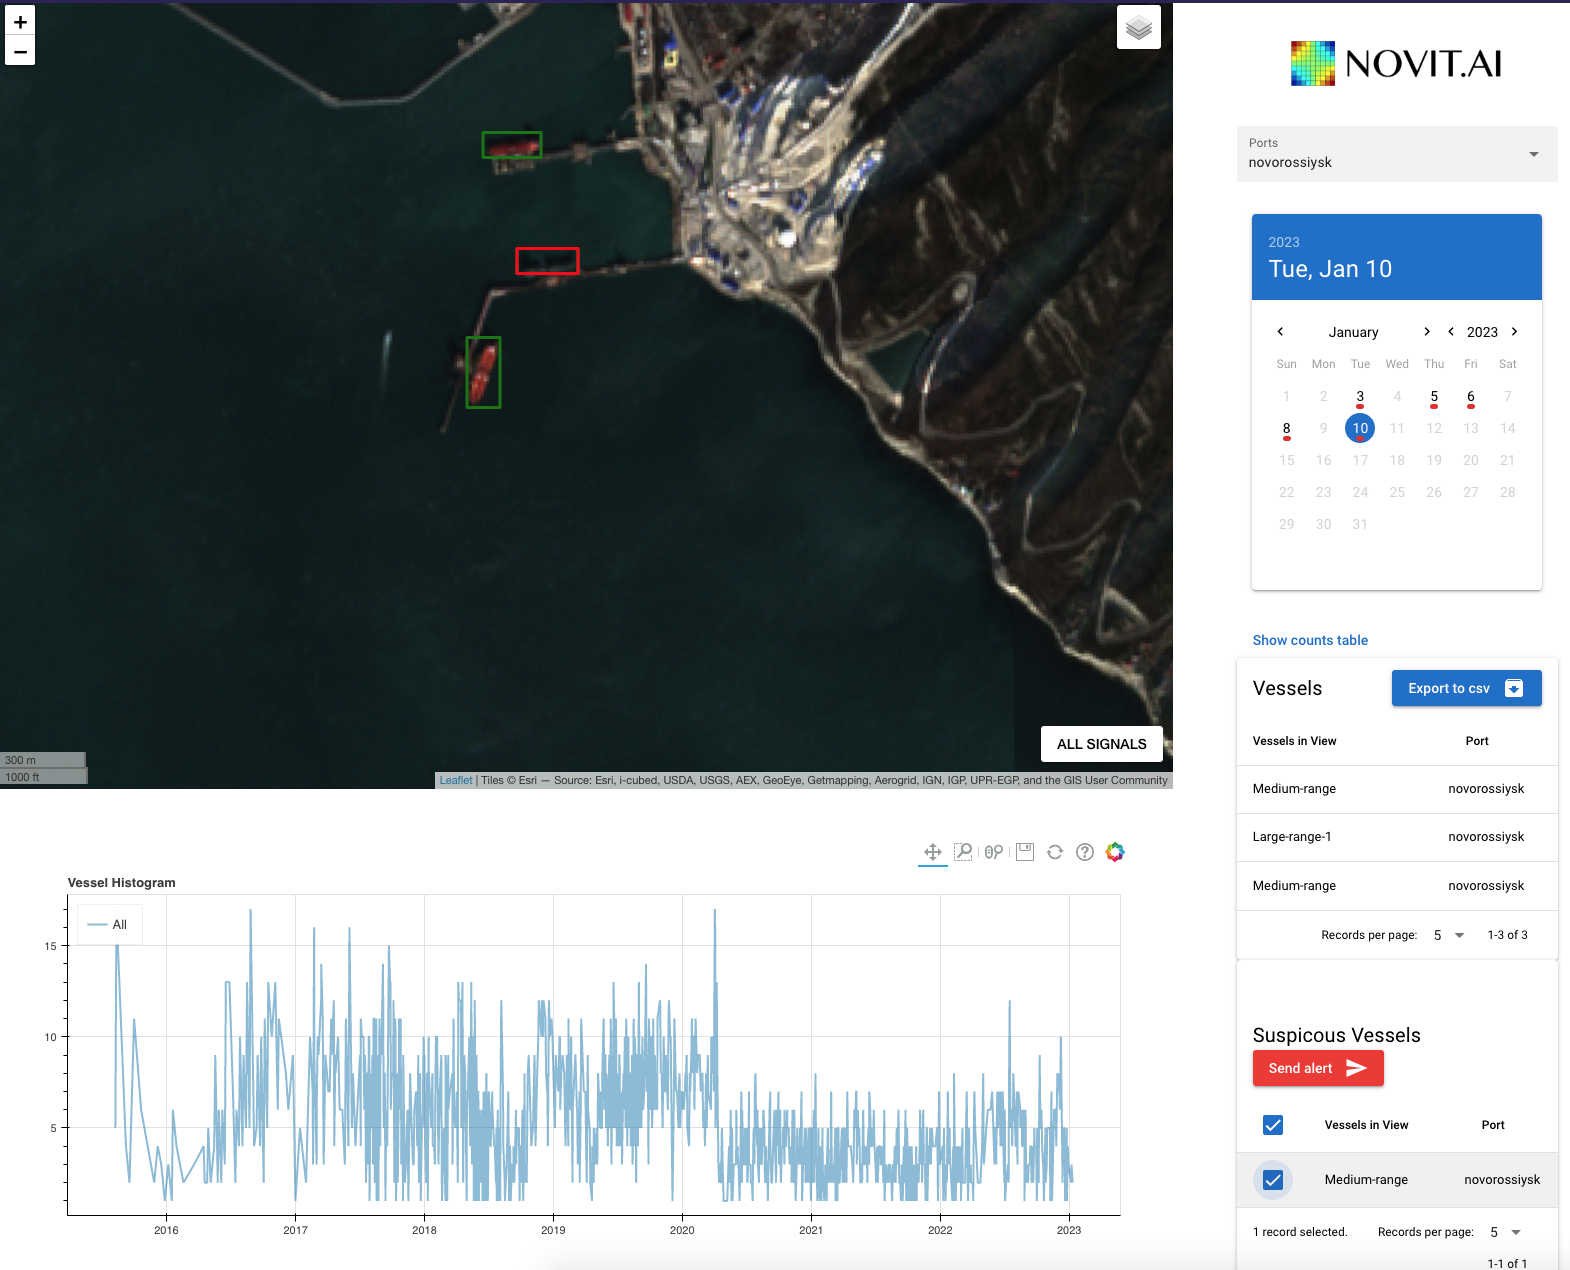 +
−
NOVIT.AI
Ports
novorossiysk
2023
Tue, Jan 10
January
2023
Sun Mon Tue Wed Thu Fri Sat
1 2 3 4 5 6 7
8 9 10 11 12 13 14
15 16 17 18 19 20 21
22 23 24 25 26 27 28
29 30 31
Show counts table
Vessels
Export to csv
Vessels in View Port
Medium-range novorossiysk
Large-range-1 novorossiysk
Medium-range novorossiysk
Records per page: 5 1-3 of 3
Suspicous Vessels
Send alert
Vessels in View Port
Medium-range novorossiysk
1 record selected. Records per page: 5
1-1 of 1
ALL SIGNALS
300 m
1000 ft
Leaflet | Tiles © Esri — Source: Esri, i-cubed, USDA, USGS, AEX, GeoEye, Getmapping, Aerogrid, IGN, IGP, UPR-EGP, and the GIS User Community
Vessel Histogram
All
15
10
5
2016 2017 2018 2019 2020 2021 2022 2023